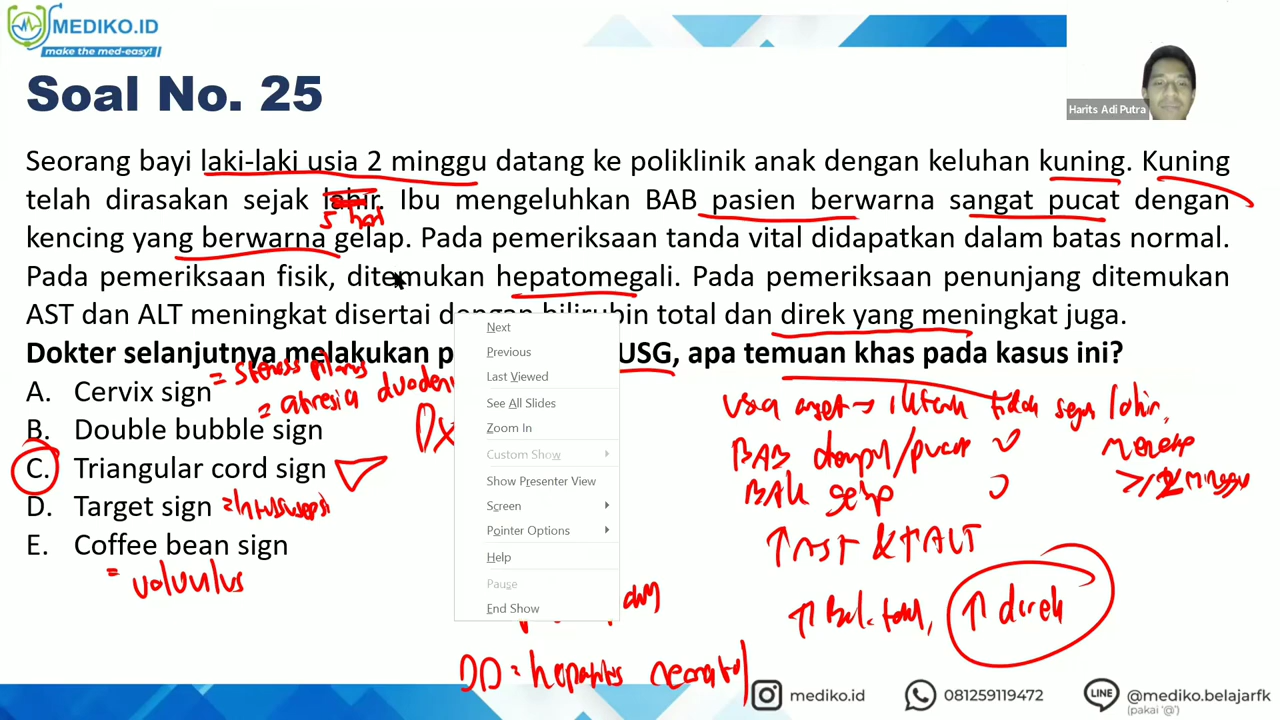 MEDIKO.ID
make the med-easy!
Soal No. 25
Harits Adi Putra
Seorang bayi laki-laki usia 2 minggu datang ke poliklinik anak dengan keluhan kuning. Kuning
telah dirasakan sejak lahir. Ibu mengeluhkan BAB pasien berwarna sangat pucat dengan
5 hari
kencing yang berwarna gelap. Pada pemeriksaan tanda vital didapatkan dalam batas normal.
Pada pemeriksaan fisik, ditemukan hepatomegali. Pada pemeriksaan penunjang ditemukan
AST dan ALT meningkat disertai dengan bilirubin total dan direk yang meningkat juga.
Dokter selanjutnya melakukan p USG, apa temuan khas pada kasus ini?
A. Cervix sign
= atresia duoden
B. Double bubble sign
C. Triangular cord sign
D. Target sign
E. Coffee bean sign
= volvulus
Dx
usia onset → tidak lahir,
BAB dempul/pucat
BAK gelap
minggu
↑AST & ↑ALT
↑ Bil. total, ↑ direk
DD = hepatitis neonatal
Next
Previous
Last Viewed
See All Slides
Zoom In
Custom Show
Show Presenter View
Screen
Pointer Options
Help
Pause
End Show
mediko.id
081259119472
@mediko.belajarfk
(pakai '@')
LINE